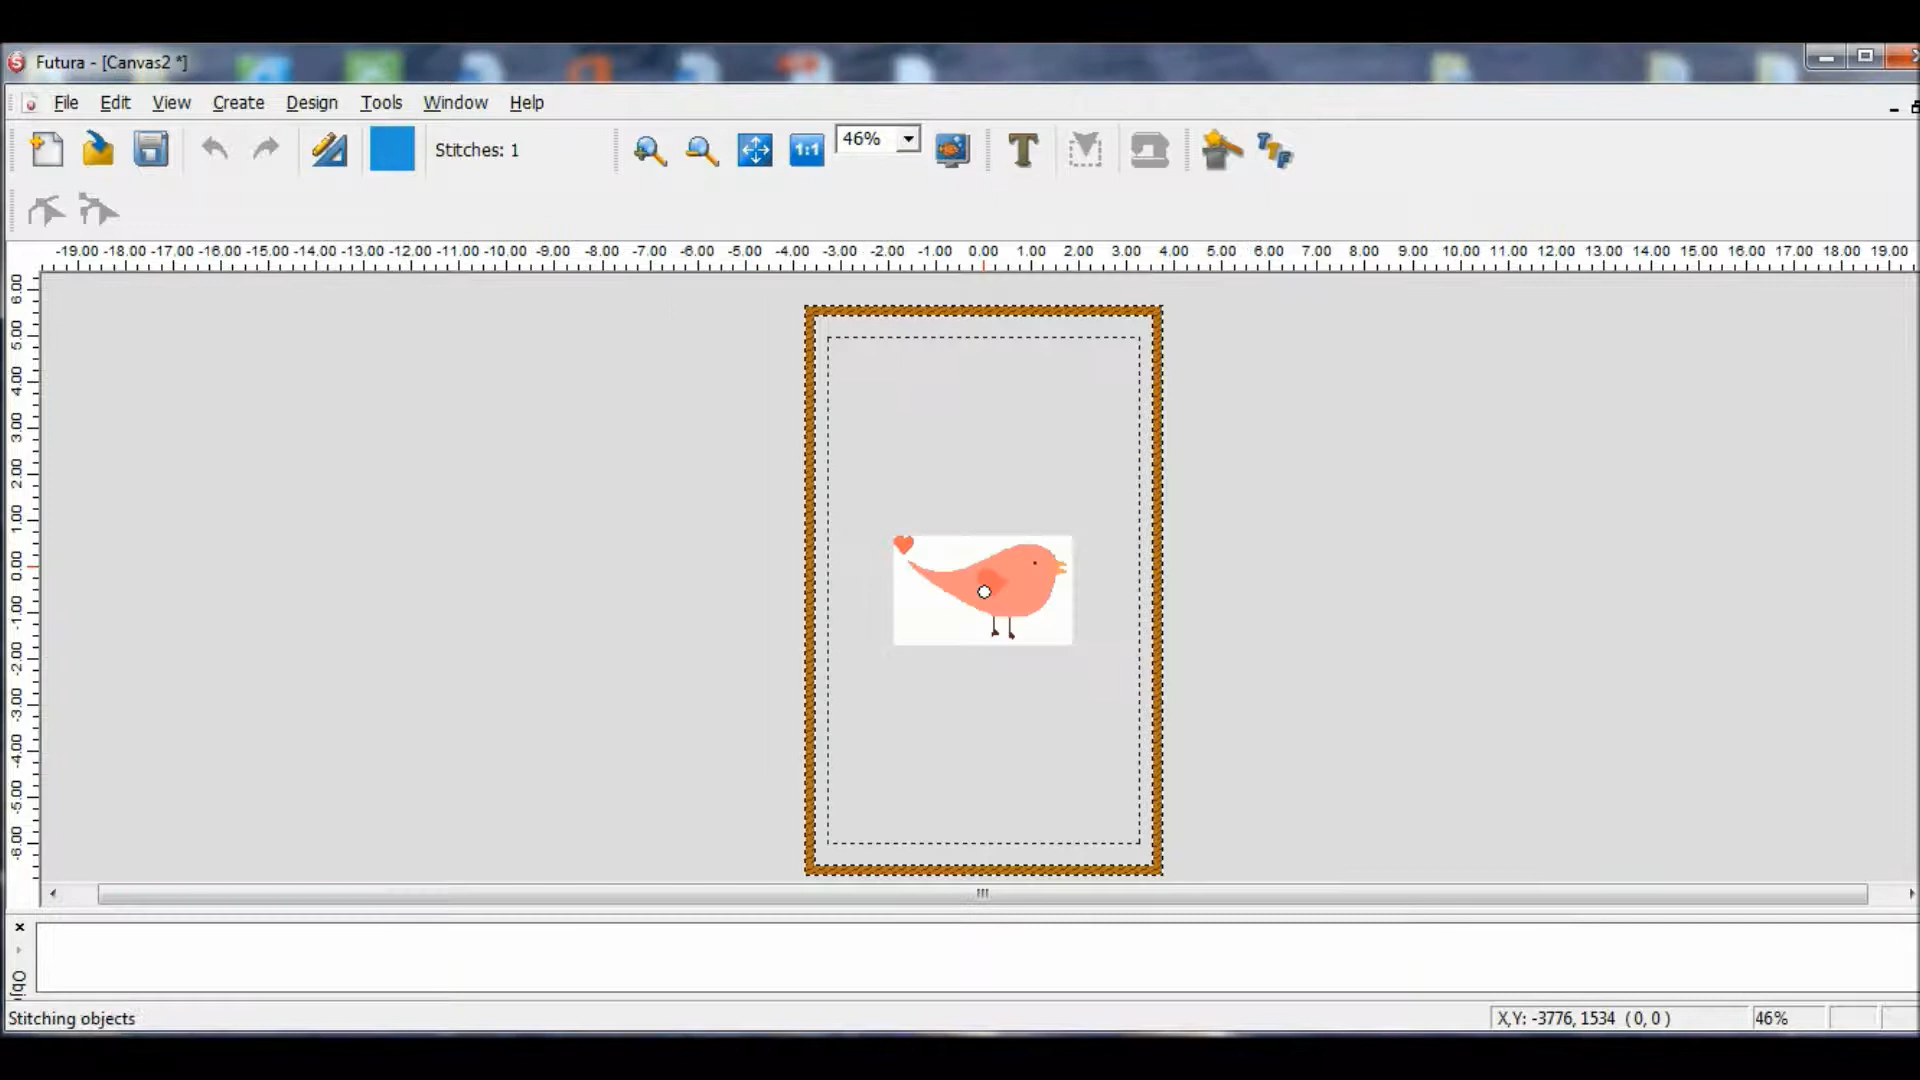 Futura - [Canvas2 *]
File Edit View Create Design Tools Window Help
Stitches: 1
1:1
46%
T
TTF
-19.00 -18.00 -17.00 -16.00 -15.00 -14.00 -13.00 -12.00 -11.00 -10.00 -9.00 -8.00 -7.00 -6.00 -5.00 -4.00 -3.00 -2.00 -1.00 0.00 1.00 2.00 3.00 4.00 5.00 6.00 7.00 8.00 9.00 10.00 11.00 12.00 13.00 14.00 15.00 16.00 17.00 18.00 19.00
6.00
5.00
4.00
3.00
2.00
1.00
0.00
-1.00
-2.00
-3.00
-4.00
-5.00
-6.00
Stitching objects
X,Y: -3776, 1534 ( 0, 0 )
46%